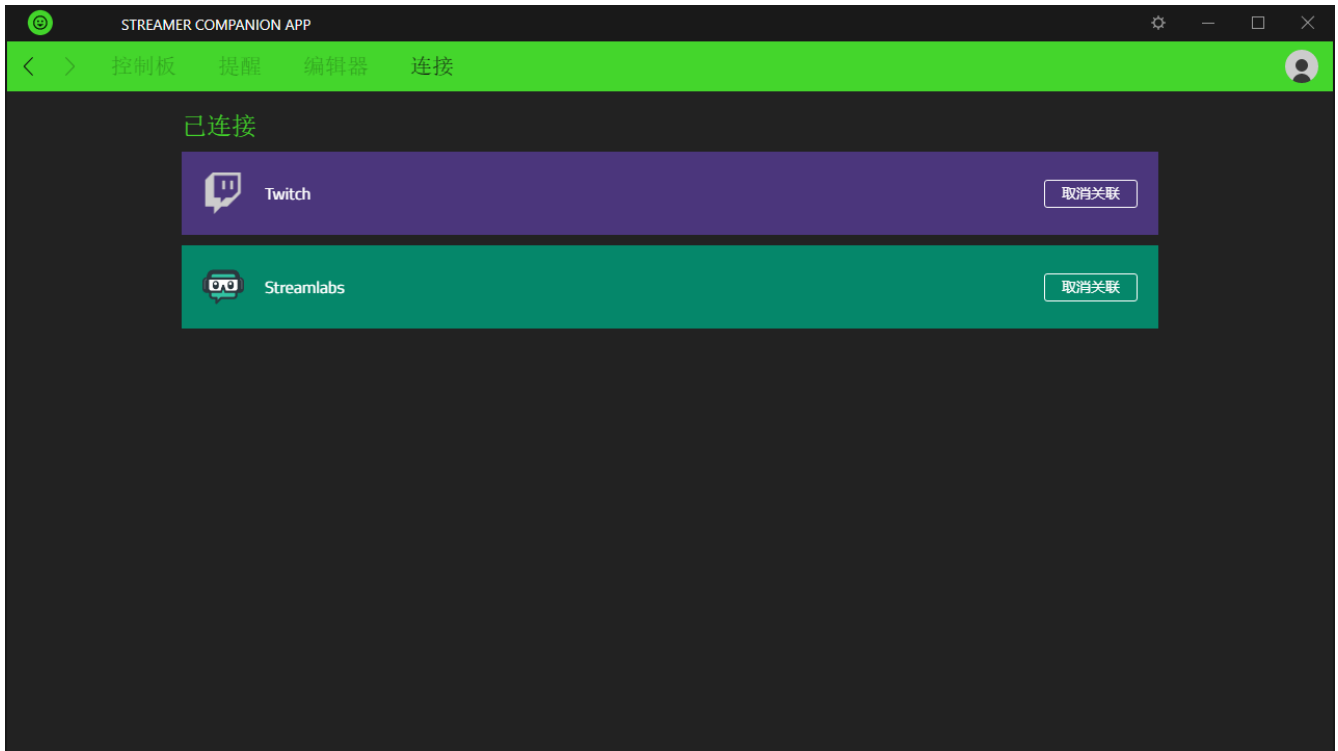 STREAMER COMPANION APP
控制板 提醒 编辑器 连接
已连接
Twitch 取消关联
Streamlabs 取消关联